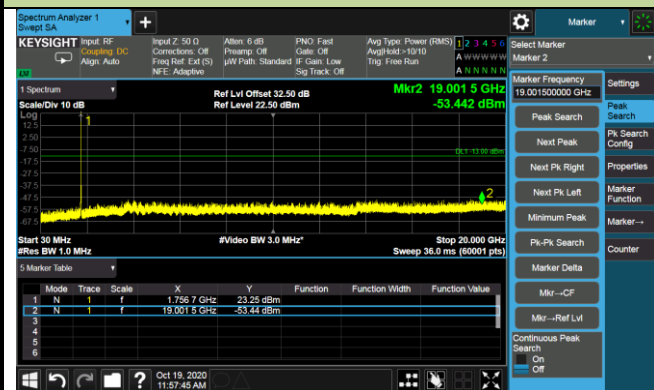 Spectrum Analyzer 1
Swept SA
+
Marker
KEYSIGHT
Input: RF
Coupling: DC
Align: Auto
Input Z: 50 Ω
Corrections: Off
Freq Ref: Ext (S)
NFE: Adaptive
Atten: 6 dB
Preamp: Off
µW Path: Standard
PNO: Fast
Gate: Off
IF Gain: Low
Sig Track: Off
Avg Type: Power (RMS)
Avg|Hold:>10/10
Trig: Free Run
1 2 3 4 5 6
A W W W W W
A N N N N N
Select Marker
Marker 2
1 Spectrum
Scale/Div 10 dB
Log
Ref Lvl Offset 32.50 dB
Ref Level 22.50 dBm
Mkr2 19.001 5 GHz
-53.442 dBm
12.5
2.50
-7.50
-17.5
-27.5
-37.5
-47.5
-57.5
-67.5
1
DL1 -13.00 dBm
2
Start 30 MHz
#Res BW 1.0 MHz
#Video BW 3.0 MHz*
Stop 20.000 GHz
Sweep 36.0 ms (60001 pts)
5 Marker Table
Mode Trace Scale X Y Function Function Width Function Value
1 N 1 f 1.756 7 GHz 23.25 dBm
2 N 1 f 19.001 5 GHz -53.44 dBm
3
4
5
6
Oct 19, 2020
11:57:45 AM
Marker Frequency
19.001500000 GHz
Peak Search
Next Peak
Next Pk Right
Next Pk Left
Minimum Peak
Pk-Pk Search
Marker Delta
Mkr→CF
Mkr→Ref Lvl
Continuous Peak
Search
On
Off
Settings
Peak
Search
Pk Search
Config
Properties
Marker
Function
Marker→
Counter